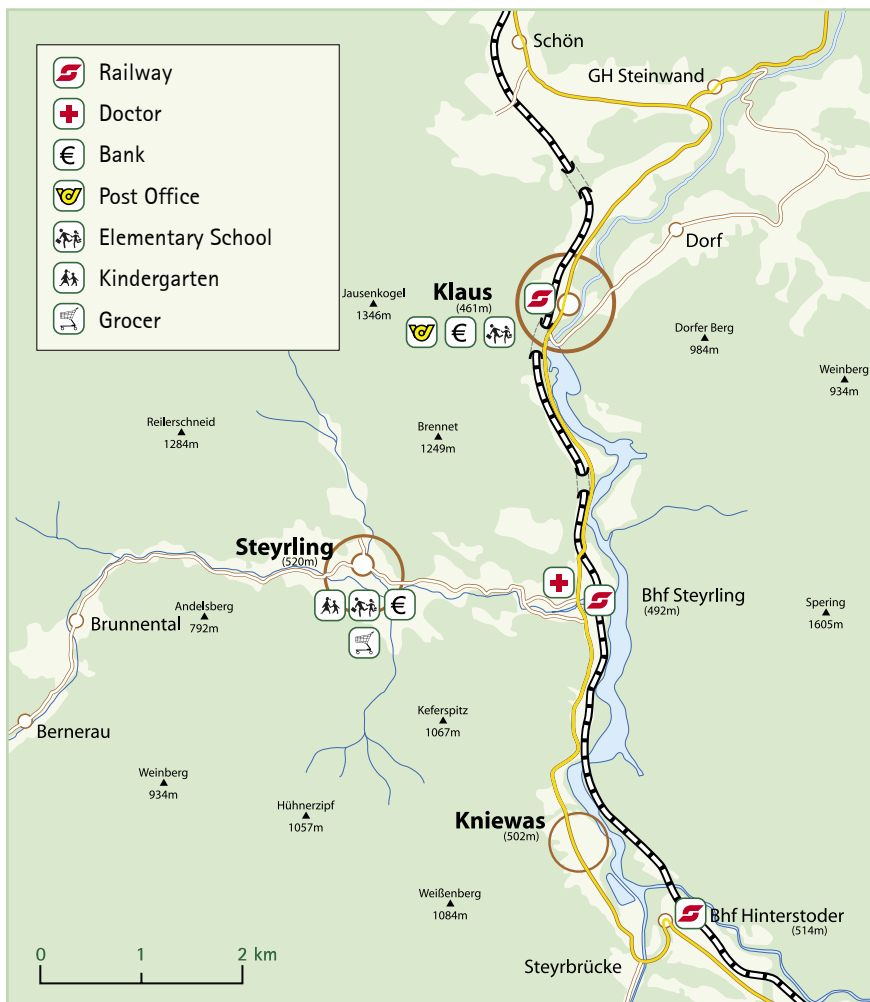 Railway
Doctor
€
Bank
Post Office
Elementary School
Kindergarten
Grocer
Schön
GH Steinwand
Dorf
Klaus
(461m)
€
Jausenkogel
1346m
Dorfer Berg
984m
Weinberg
934m
Reilerschneid
1284m
Brennet
1249m
Steyrling
(520m)
€
Bhf Steyrling
(492m)
Andelsberg
792m
Spering
1605m
Brunnental
Bernerau
Keferspitz
1067m
Weinberg
934m
Hühnerzipf
1057m
Kniewas
(502m)
Weißenberg
1084m
Bhf Hinterstoder
(514m)
Steyrbrücke
0 1 2 km